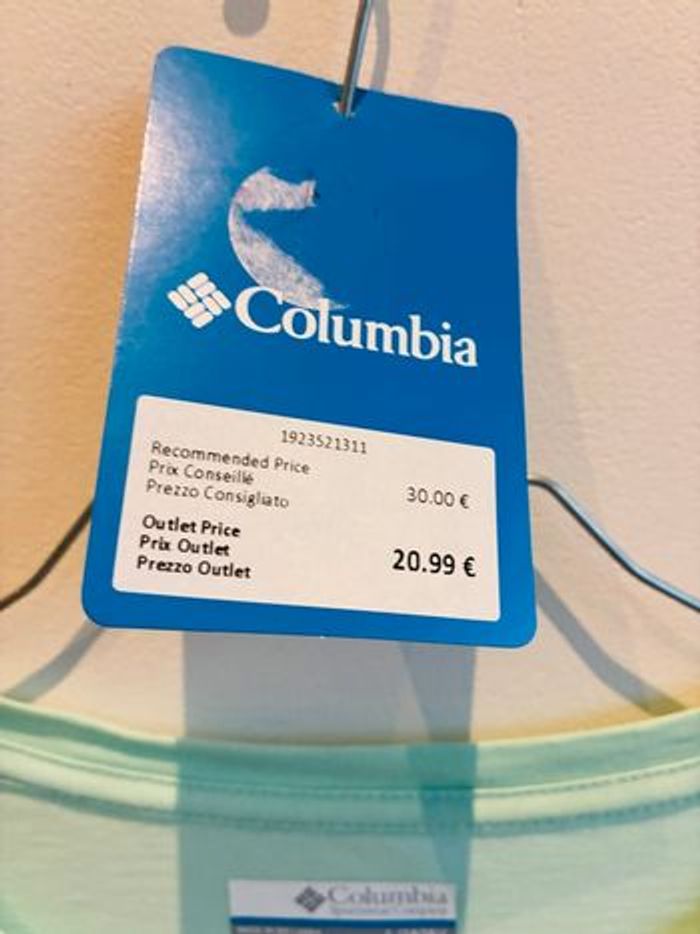 Columbia
1923521311
Recommended Price
Prix Conseillé
Prezzo Consigliato
30.00 €
Outlet Price
Prix Outlet
Prezzo Outlet
20.99 €
Columbia